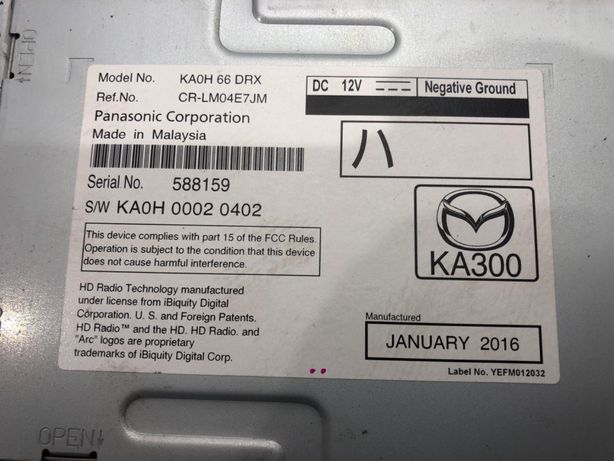 OPEN
Model No. KA0H 66 DRX
Ref.No. CR-LM04E7JM
Panasonic Corporation
Made in Malaysia
DC 12V Negative Ground
ハ
Serial No. 588159
S/W KA0H 0002 0402
This device complies with part 15 of the FCC Rules.
Operation is subject to the condition that this device
does not cause harmful interference.
KA300
HD Radio Technology manufactured
under license from iBiquity Digital
Corporation. U. S. and Foreign Patents.
HD Radio™ and the HD. HD Radio. and
"Arc" logos are proprietary
trademarks of iBiquity Digital Corp.
Manufactured
JANUARY 2016
Label No. YEFM012032
OPEN